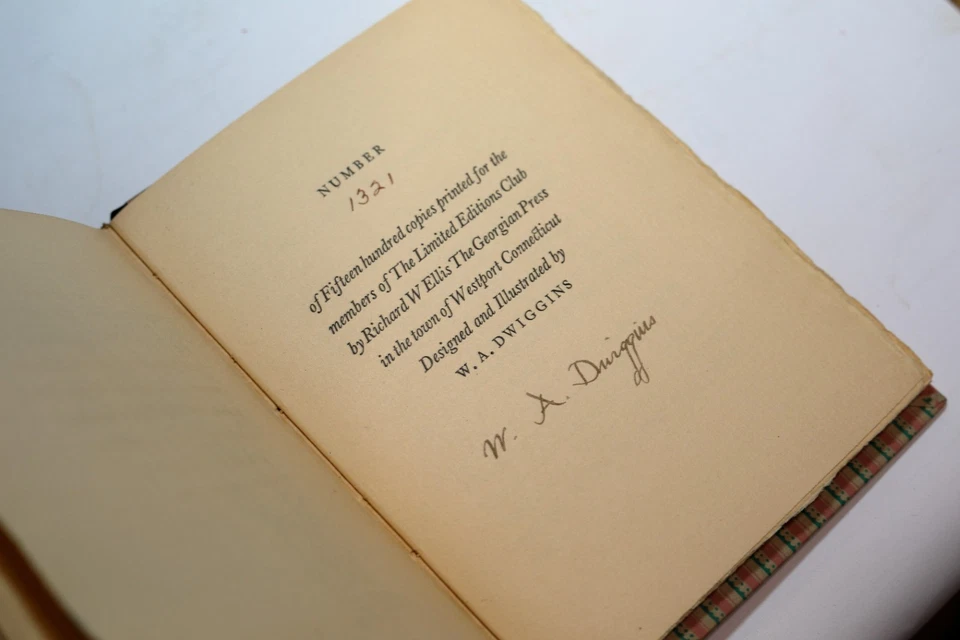 NUMBER
1321
of Fifteen hundred copies printed for the
members of The Limited Editions Club
by Richard W Ellis The Georgian Press
in the town of Westport Connecticut
Designed and Illustrated by
W. A. DWIGGINS
W. A. Dwiggins